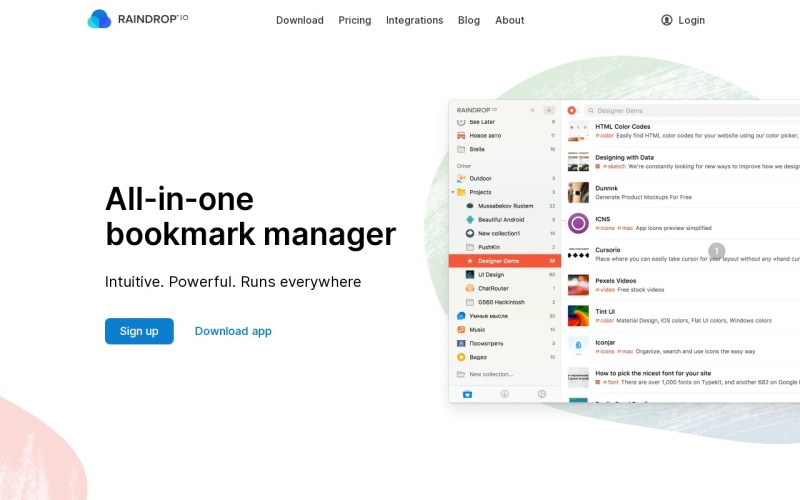 RAINDROP.IO
Download Pricing Integrations Blog About
Login
All-in-one
bookmark manager
Intuitive. Powerful. Runs everywhere
Sign up
Download app
RAINDROP.IO
See Later 8
Новое авто 11
Stella 18
Other
Outdoor 3
Projects 3
Mussabekov Rustem 22
Beautiful Android 5
New collection1 2
PushKin 2
Designer Gems 36
UI Design 60
ChatRouter 2
G560 Hackintosh 2
Умные мысли 30
Music 15
Посмотреть 3
Видео 10
New collection...
Designer Gems
HTML Color Codes
#color Easily find HTML color codes for your website using our color picker,
Designing with Data
#sketch We're constantly looking for new ways to improve how we design
Dunnnk
Generate Product Mockups For Free
ICNS
#icons #mac App icons preview simplified
Cursorio
Place where you can easily take cursor for your layout without any «hand cur
1
Pexels Videos
#video Free stock videos
Tint UI
#color Material Design, iOS colors, Flat UI colors, Windows colors
Iconjar
#icons #mac Organize, search and use icons the easy way
How to pick the nicest font for your site
#font There are over 1,000 fonts on Typekit, and another 682 on Google